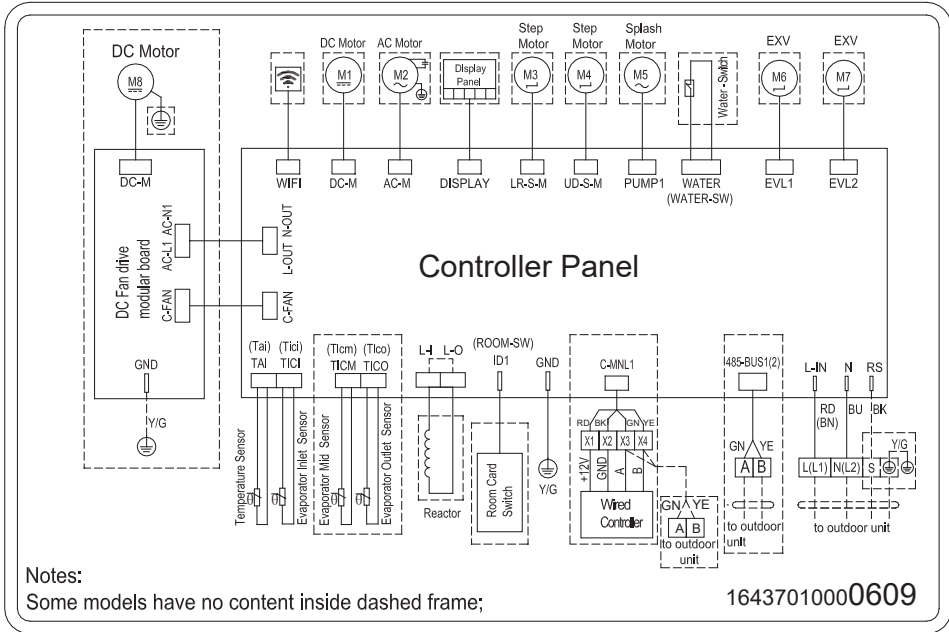 DC Motor
M8
DC-M
AC-L1 AC-N1
C-FAN
DC Fan drive
modular board
GND
Y/G
WIFI
DC Motor
M1
DC-M
AC Motor
M2
AC-M
DIsplay
Panel
DISPLAY
Step
Motor
M3
LR-S-M
Step
Motor
M4
UD-S-M
Splash
Motor
M5
PUMP1
Water-Switch
WATER
(WATER-SW)
EXV
M6
EVL1
EXV
M7
EVL2
L-OUT N-OUT
C-FAN
Controller Panel
(Tai) (Tici)
TAI TICI
Temperature Sensor
Evaporator Inlet Sensor
(TIcm) (TIco)
TICM TICO
Evaporator Mid Sensor
Evaporator Outlet Sensor
L-I L-O
Reactor
(ROOM-SW)
ID1
Room Card
Switch
GND
Y/G
C-MNL1
RD BK GN YE
X1 X2 X3 X4
+12V GND A B
Wired
Controller
GN YE
A B
to outdoor
unit
485-BUS1(2)
GN YE
A B
to outdoor
unit
L-IN N RS
RD
(BN)
BU BK
Y/G
L(L1) N(L2) S
to outdoor unit
Notes:
Some models have no content inside dashed frame;
16437010000609